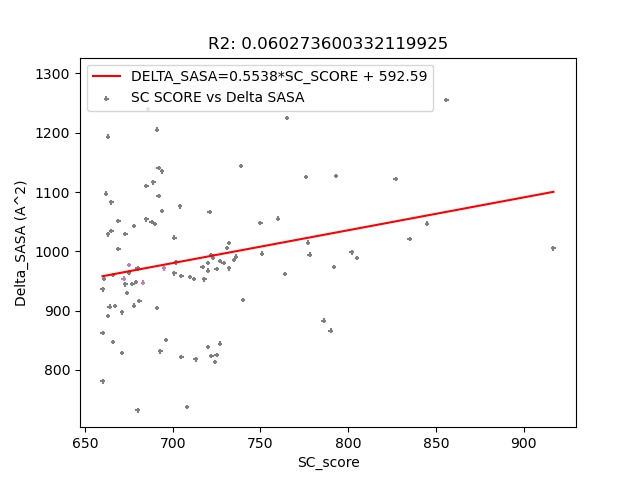 R2: 0.060273600332119925
DELTA_SASA=0.5538*SC_SCORE + 592.59
SC SCORE vs Delta SASA
Delta_SASA (A^2)
1300
1200
1100
1000
900
800
650 700 750 800 850 900
SC_score